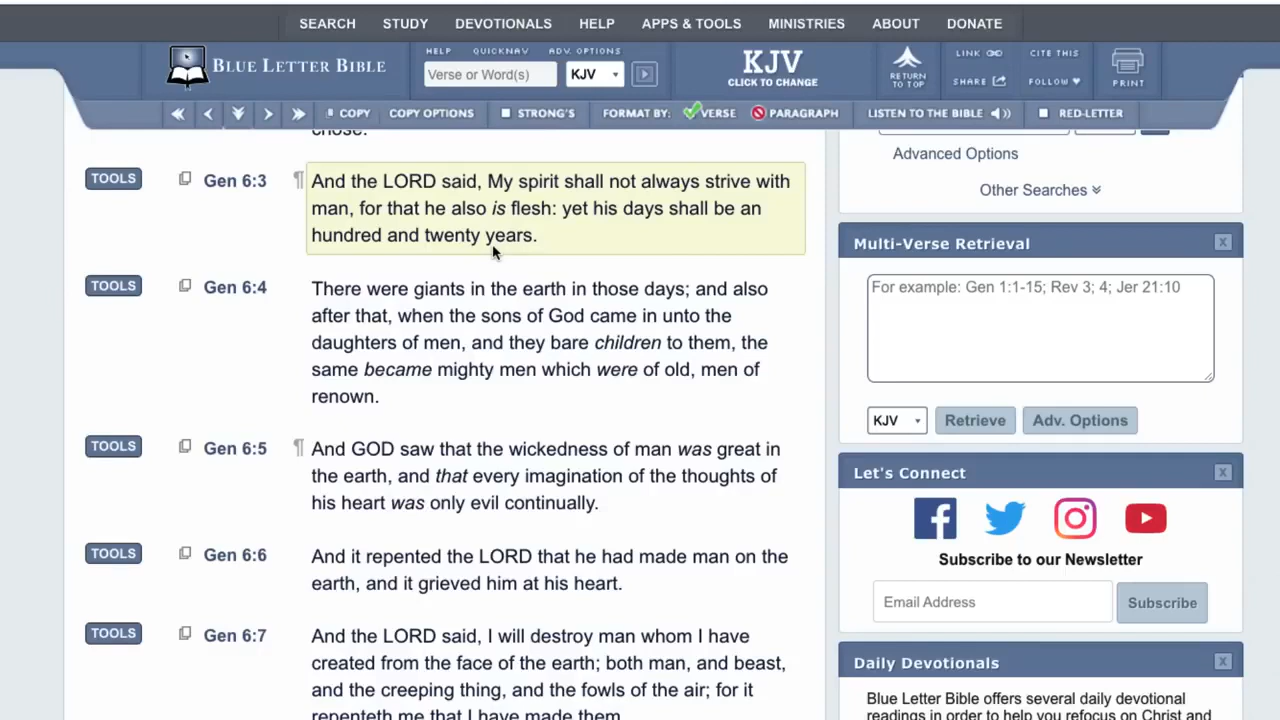 SEARCH STUDY DEVOTIONALS HELP APPS & TOOLS MINISTRIES ABOUT DONATE
BLUE LETTER BIBLE
HELP QUICKNAV ADV. OPTIONS
Verse or Word(s) KJV
KJV
CLICK TO CHANGE
RETURN
TO TOP
LINK CITE THIS
SHARE FOLLOW
PRINT
COPY COPY OPTIONS STRONG'S FORMAT BY: VERSE PARAGRAPH LISTEN TO THE BIBLE RED-LETTER
chose.
TOOLS Gen 6:3 ¶ And the LORD said, My spirit shall not always strive with
man, for that he also is flesh: yet his days shall be an
hundred and twenty years.
TOOLS Gen 6:4 There were giants in the earth in those days; and also
after that, when the sons of God came in unto the
daughters of men, and they bare children to them, the
same became mighty men which were of old, men of
renown.
TOOLS Gen 6:5 ¶ And GOD saw that the wickedness of man was great in
the earth, and that every imagination of the thoughts of
his heart was only evil continually.
TOOLS Gen 6:6 And it repented the LORD that he had made man on the
earth, and it grieved him at his heart.
TOOLS Gen 6:7 And the LORD said, I will destroy man whom I have
created from the face of the earth; both man, and beast,
and the creeping thing, and the fowls of the air; for it
repenteth me that I have made them.
Advanced Options
Other Searches
Multi-Verse Retrieval X
For example: Gen 1:1-15; Rev 3; 4; Jer 21:10
KJV Retrieve Adv. Options
Let's Connect X
Subscribe to our Newsletter
Email Address Subscribe
Daily Devotionals X
Blue Letter Bible offers several daily devotional
readings in order to help you refocus on Christ and